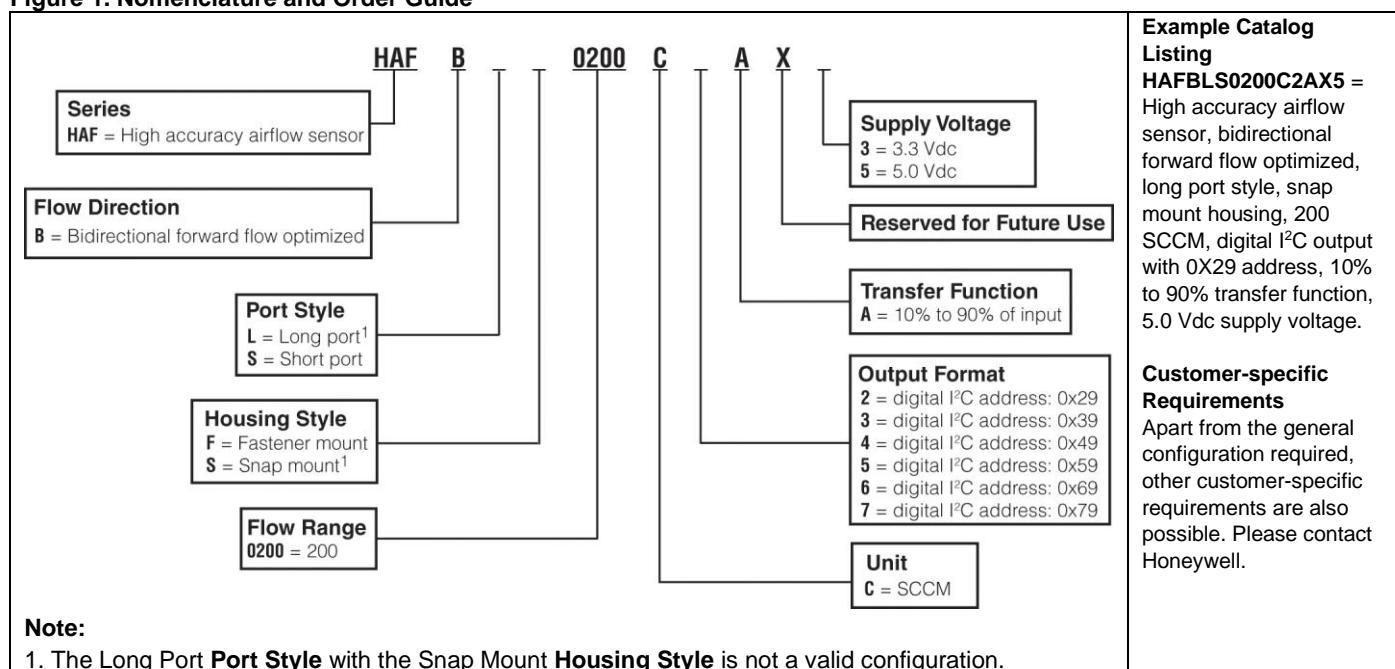 Figure 1. Nomenclature and Order Guide
HAF B _ _ 0200 C _ A X _
Series
HAF = High accuracy airflow sensor
Flow Direction
B = Bidirectional forward flow optimized
Port Style
L = Long port1
S = Short port
Housing Style
F = Fastener mount
S = Snap mount1
Flow Range
0200 = 200
Supply Voltage
3 = 3.3 Vdc
5 = 5.0 Vdc
Reserved for Future Use
Transfer Function
A = 10% to 90% of input
Output Format
2 = digital I2C address: 0x29
3 = digital I2C address: 0x39
4 = digital I2C address: 0x49
5 = digital I2C address: 0x59
6 = digital I2C address: 0x69
7 = digital I2C address: 0x79
Unit
C = SCCM
Note:
1. The Long Port Port Style with the Snap Mount Housing Style is not a valid configuration.
Example Catalog
Listing
HAFBLS0200C2AX5 =
High accuracy airflow
sensor, bidirectional
forward flow optimized,
long port style, snap
mount housing, 200
SCCM, digital I2C output
with 0X29 address, 10%
to 90% transfer function,
5.0 Vdc supply voltage.
Customer-specific
Requirements
Apart from the general
configuration required,
other customer-specific
requirements are also
possible. Please contact
Honeywell.